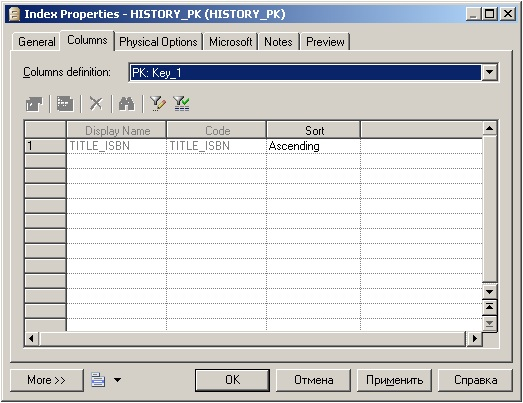 Index Properties - HISTORY_PK (HISTORY_PK)
General Columns Physical Options Microsoft Notes Preview
Columns definition: PK: Key_1
Display Name Code Sort
1 TITLE_ISBN TITLE_ISBN Ascending
More >> OK Отмена Применить Справка